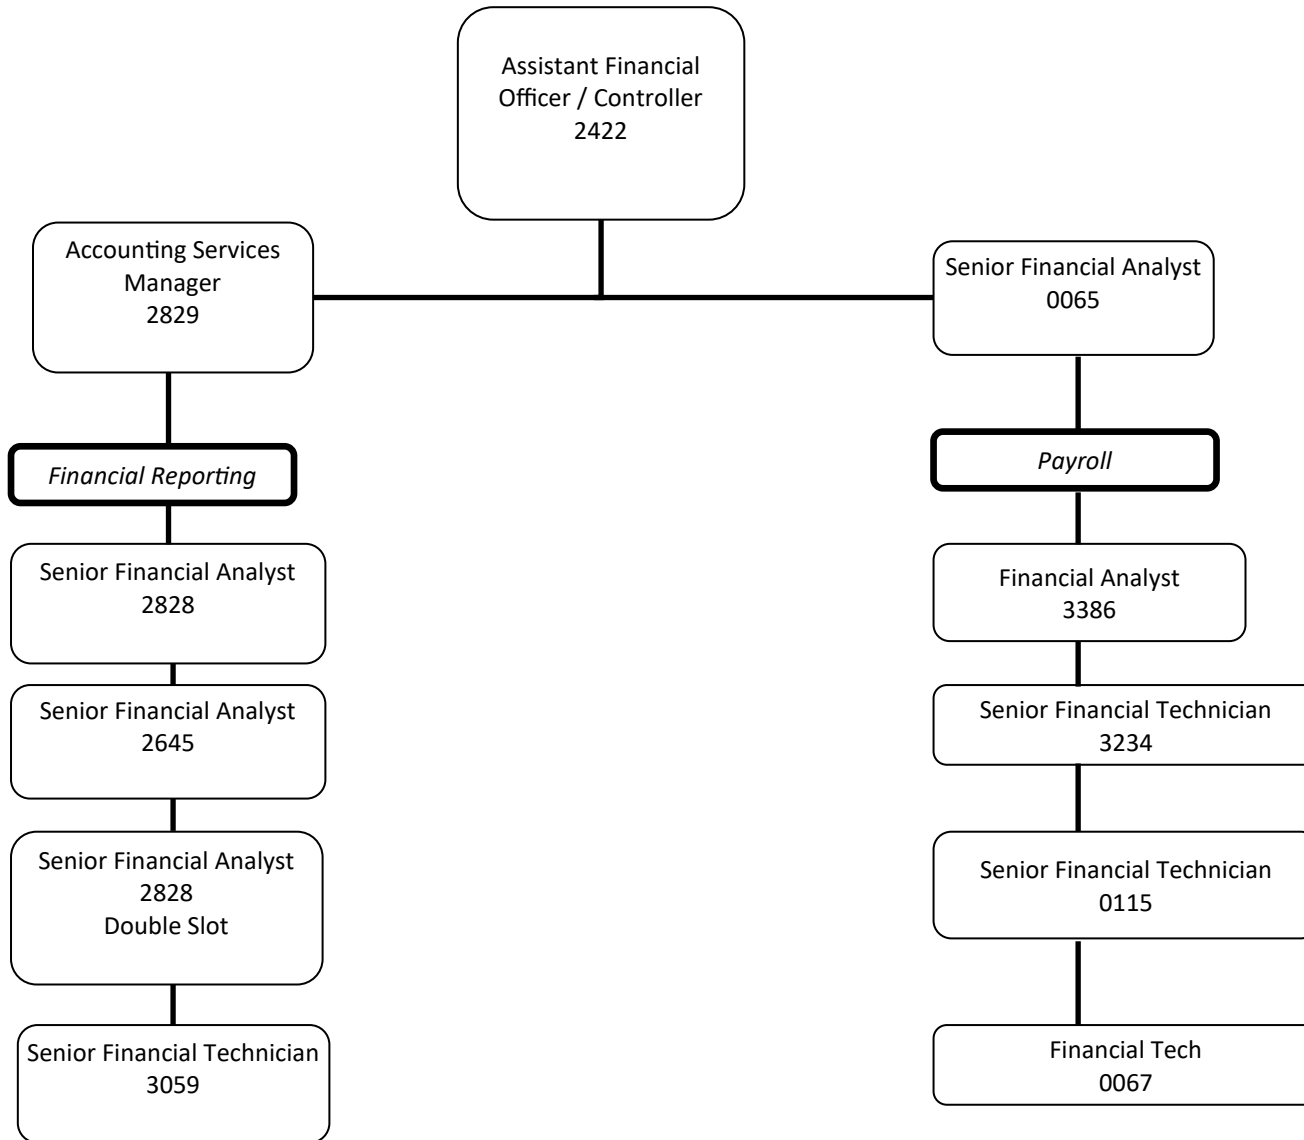 Assistant Financial
Officer / Controller
2422
Accounting Services
Manager
2829
Senior Financial Analyst
0065
Financial Reporting
Payroll
Senior Financial Analyst
2828
Financial Analyst
3386
Senior Financial Analyst
2645
Senior Financial Technician
3234
Senior Financial Analyst
2828
Double Slot
Senior Financial Technician
0115
Senior Financial Technician
3059
Financial Tech
0067